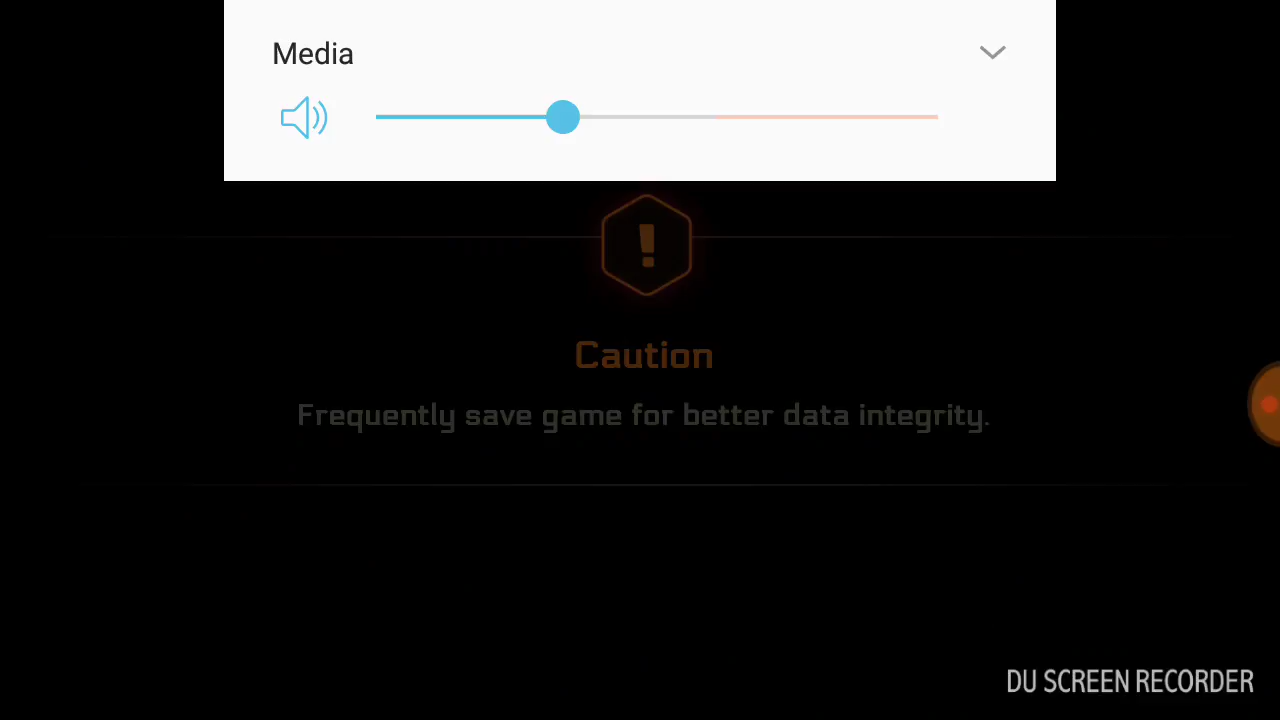 Media
Caution
Frequently save game for better data integrity.
DU SCREEN RECORDER